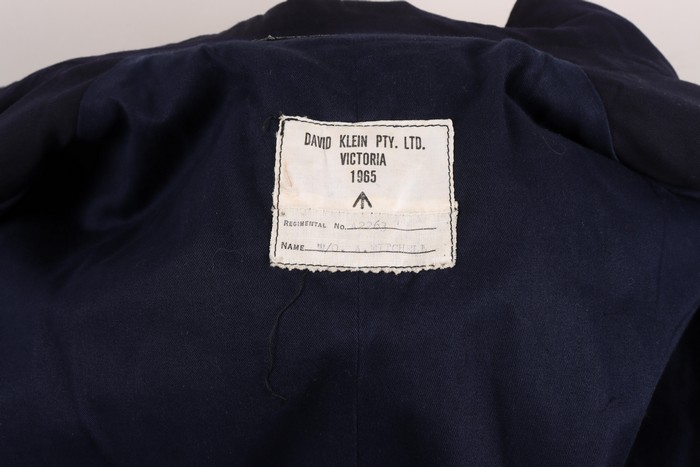 DAVID KLEIN PTY. LTD.
VICTORIA
1965
REGIMENTAL No.
NAME